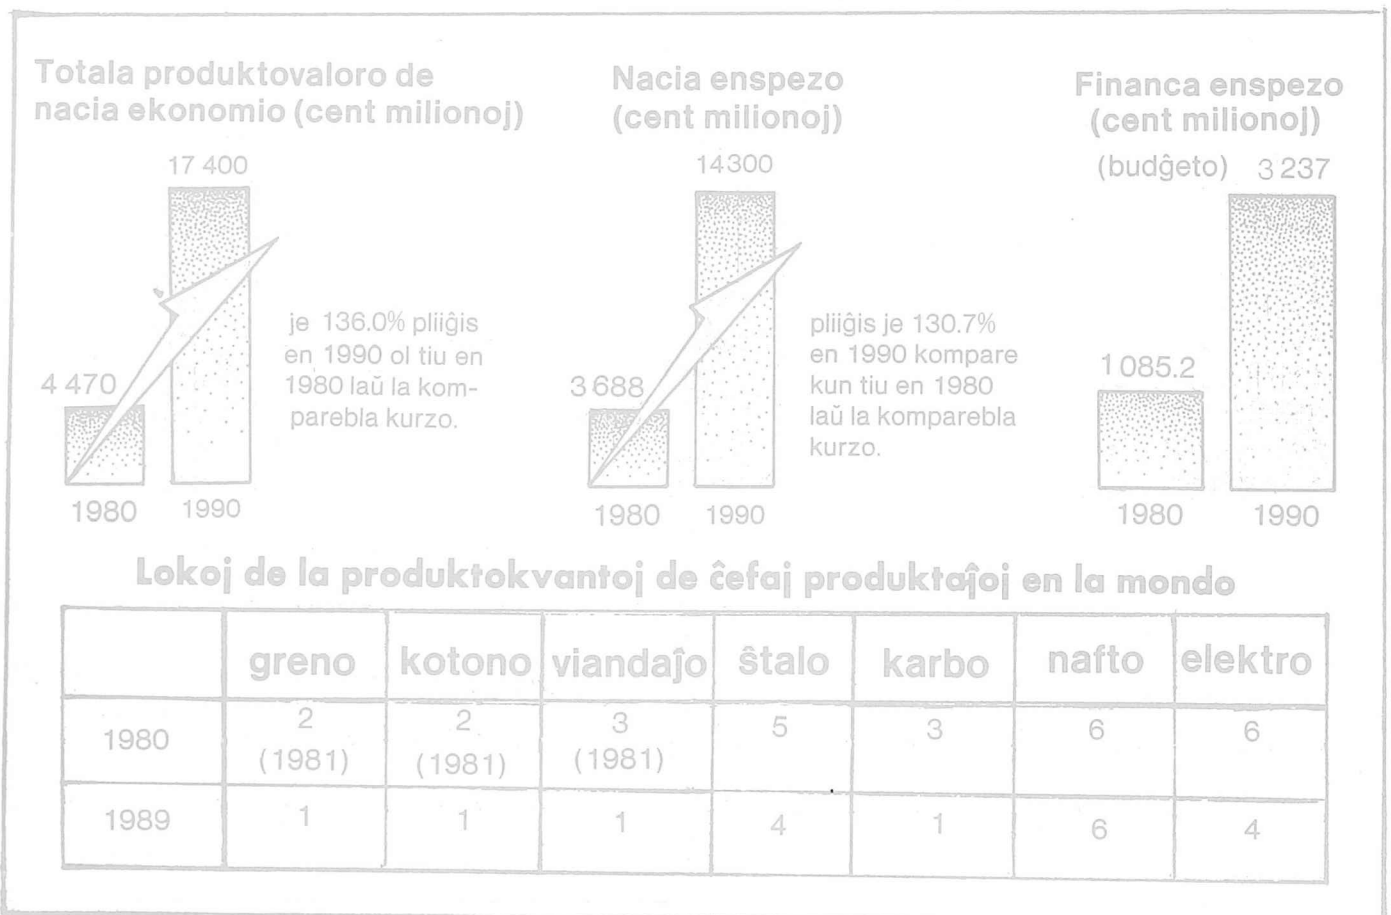 Totala produktovaloro de
nacia ekonomio (cent milionoj)
17 400
4 470
je 136.0% pliiĝis
en 1990 ol tiu en
1980 laŭ la kom-
parebla kurzo.
1980 1990
Nacia enspezo
(cent milionoj)
14300
3 688
pliiĝis je 130.7%
en 1990 kompare
kun tiu en 1980
laŭ la komparebla
kurzo.
1980 1990
Financa enspezo
(cent milionoj)
(budĝeto) 3 237
1 085.2
1980 1990
Lokoj de la produktokvantoj de ĉefaj produktaĵoj en la mondo
greno kotono viandaĵo ŝtalo karbo nafto elektro
1980 2 2 3 5 3 6 6
(1981) (1981) (1981)
1989 1 1 1 4 1 6 4